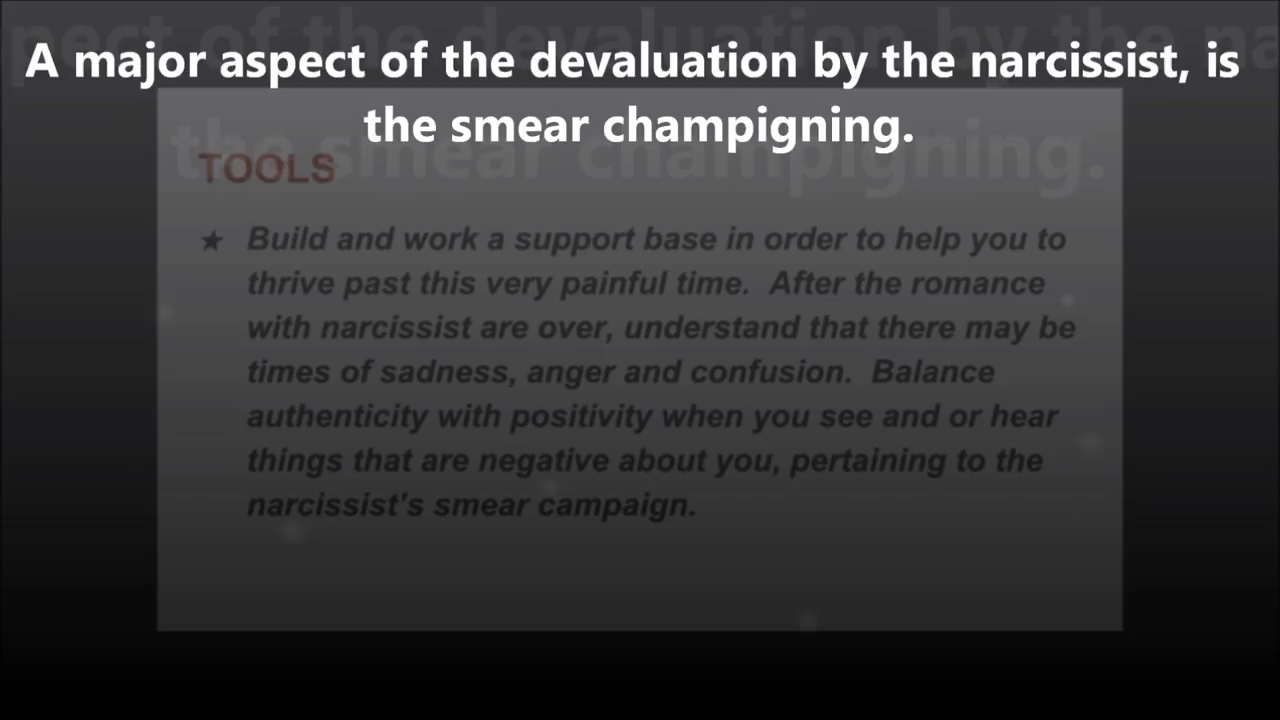 A major aspect of the devaluation by the narcissist, is
the smear champigning.
TOOLS
★ Build and work a support base in order to help you to
thrive past this very painful time. After the romance
with narcissist are over, understand that there may be
times of sadness, anger and confusion. Balance
authenticity with positivity when you see and or hear
things that are negative about you, pertaining to the
narcissist's smear campaign.